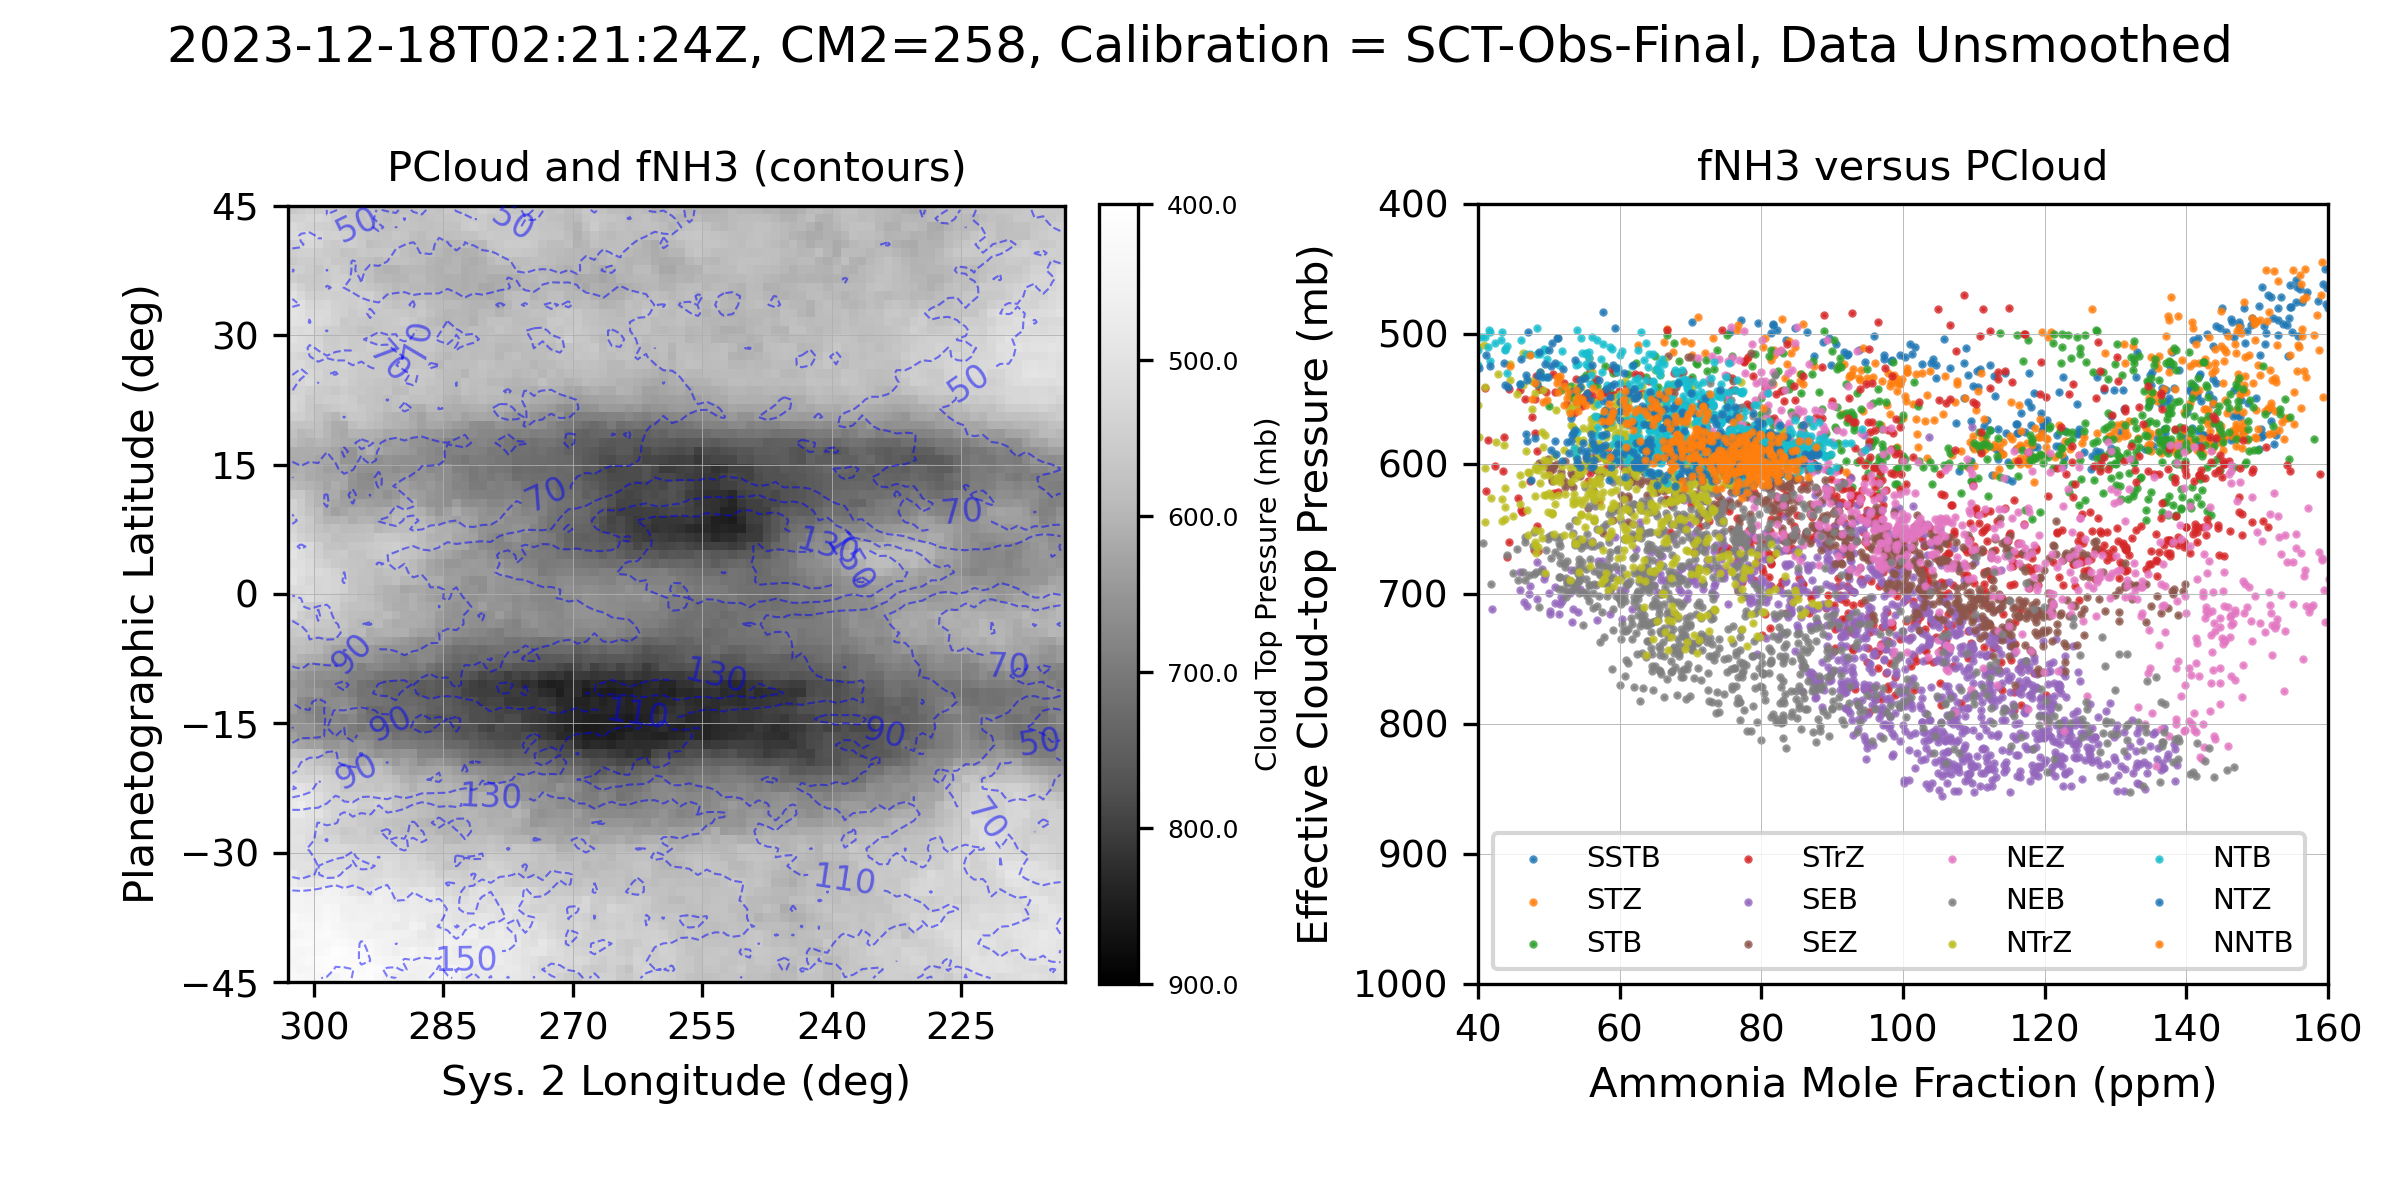 2023-12-18T02:21:24Z, CM2=258, Calibration = SCT-Obs-Final, Data Unsmoothed
PCloud and fNH3 (contours)
Planetographic Latitude (deg)
45
30
15
0
−15
−30
−45
300
285
270
255
240
225
Sys. 2 Longitude (deg)
50
50
70
70
50
70
130
150
70
90
130
70
110
90
90
50
90
130
70
110
150
400.0
500.0
600.0
700.0
800.0
900.0
Cloud Top Pressure (mb)
fNH3 versus PCloud
Effective Cloud-top Pressure (mb)
400
500
600
700
800
900
1000
40
60
80
100
120
140
160
Ammonia Mole Fraction (ppm)
SSTB
STZ
STB
STrZ
SEB
SEZ
NEZ
NEB
NTrZ
NTB
NTZ
NNTB